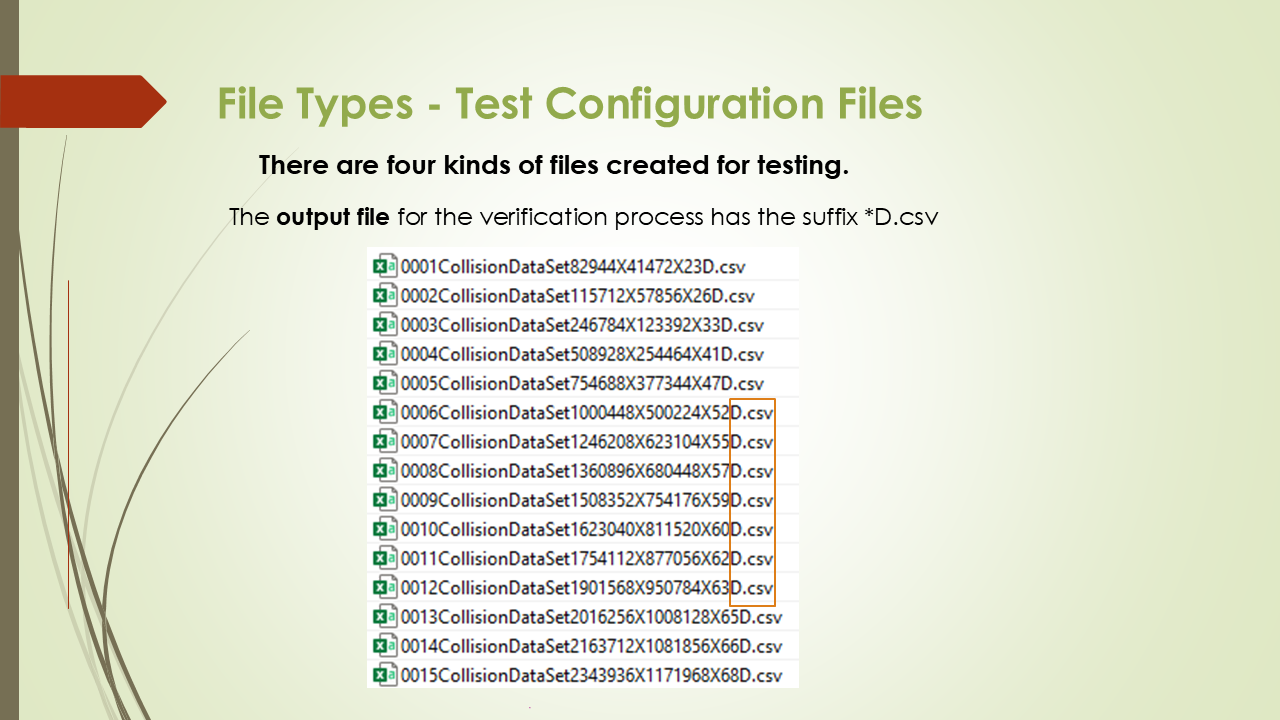 File Types - Test Configuration Files
There are four kinds of files created for testing.
The output file for the verification process has the suffix *D.csv
0001CollisionDataSet82944X41472X23D.csv
0002CollisionDataSet115712X57856X26D.csv
0003CollisionDataSet246784X123392X33D.csv
0004CollisionDataSet508928X254464X41D.csv
0005CollisionDataSet754688X377344X47D.csv
0006CollisionDataSet1000448X500224X52D.csv
0007CollisionDataSet1246208X623104X55D.csv
0008CollisionDataSet1360896X680448X57D.csv
0009CollisionDataSet1508352X754176X59D.csv
0010CollisionDataSet1623040X811520X60D.csv
0011CollisionDataSet1754112X877056X62D.csv
0012CollisionDataSet1901568X950784X63D.csv
0013CollisionDataSet2016256X1008128X65D.csv
0014CollisionDataSet2163712X1081856X66D.csv
0015CollisionDataSet2343936X1171968X68D.csv